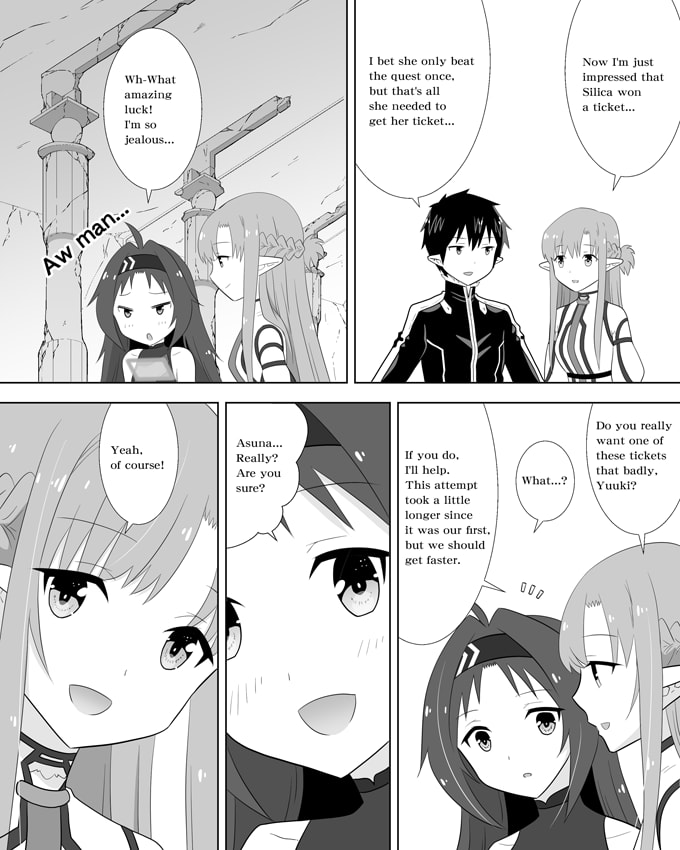 Now I'm just
impressed that
Silica won
a ticket...
I bet she only beat
the quest once,
but that's all
she needed to
get her ticket...
Wh-What
amazing
luck!
I'm so
jealous...
Aw man...
Do you really
want one of
these tickets
that badly,
Yuuki?
What...?
If you do,
I'll help.
This attempt
took a little
longer since
it was our first,
but we should
get faster.
Asuna...
Really?
Are you
sure?
Yeah,
of course!